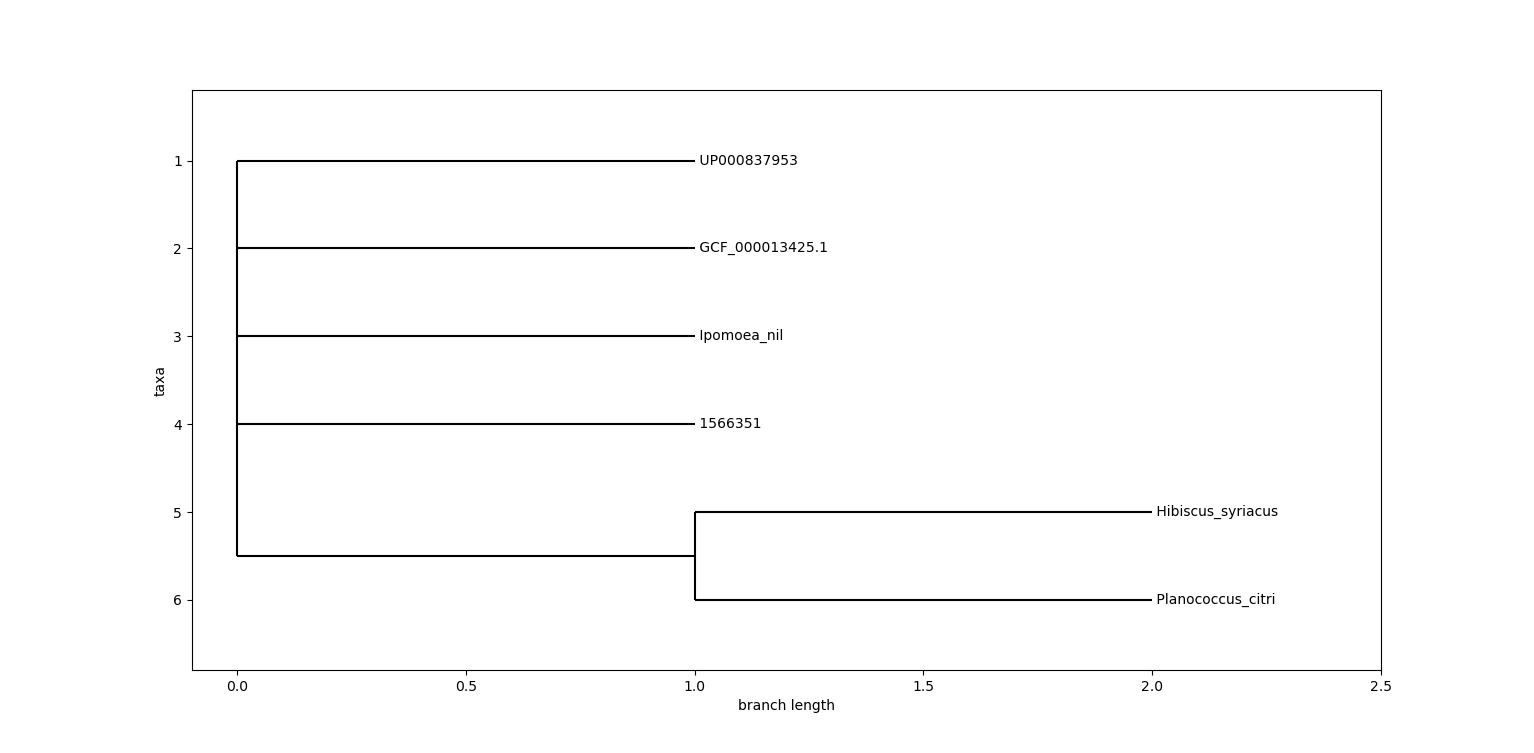 1 UP000837953
2 GCF_000013425.1
3 Ipomoea_nil
taxa
4 1566351
5 Hibiscus_syriacus
6 Planococcus_citri
0.0 0.5 1.0 1.5 2.0 2.5
branch length